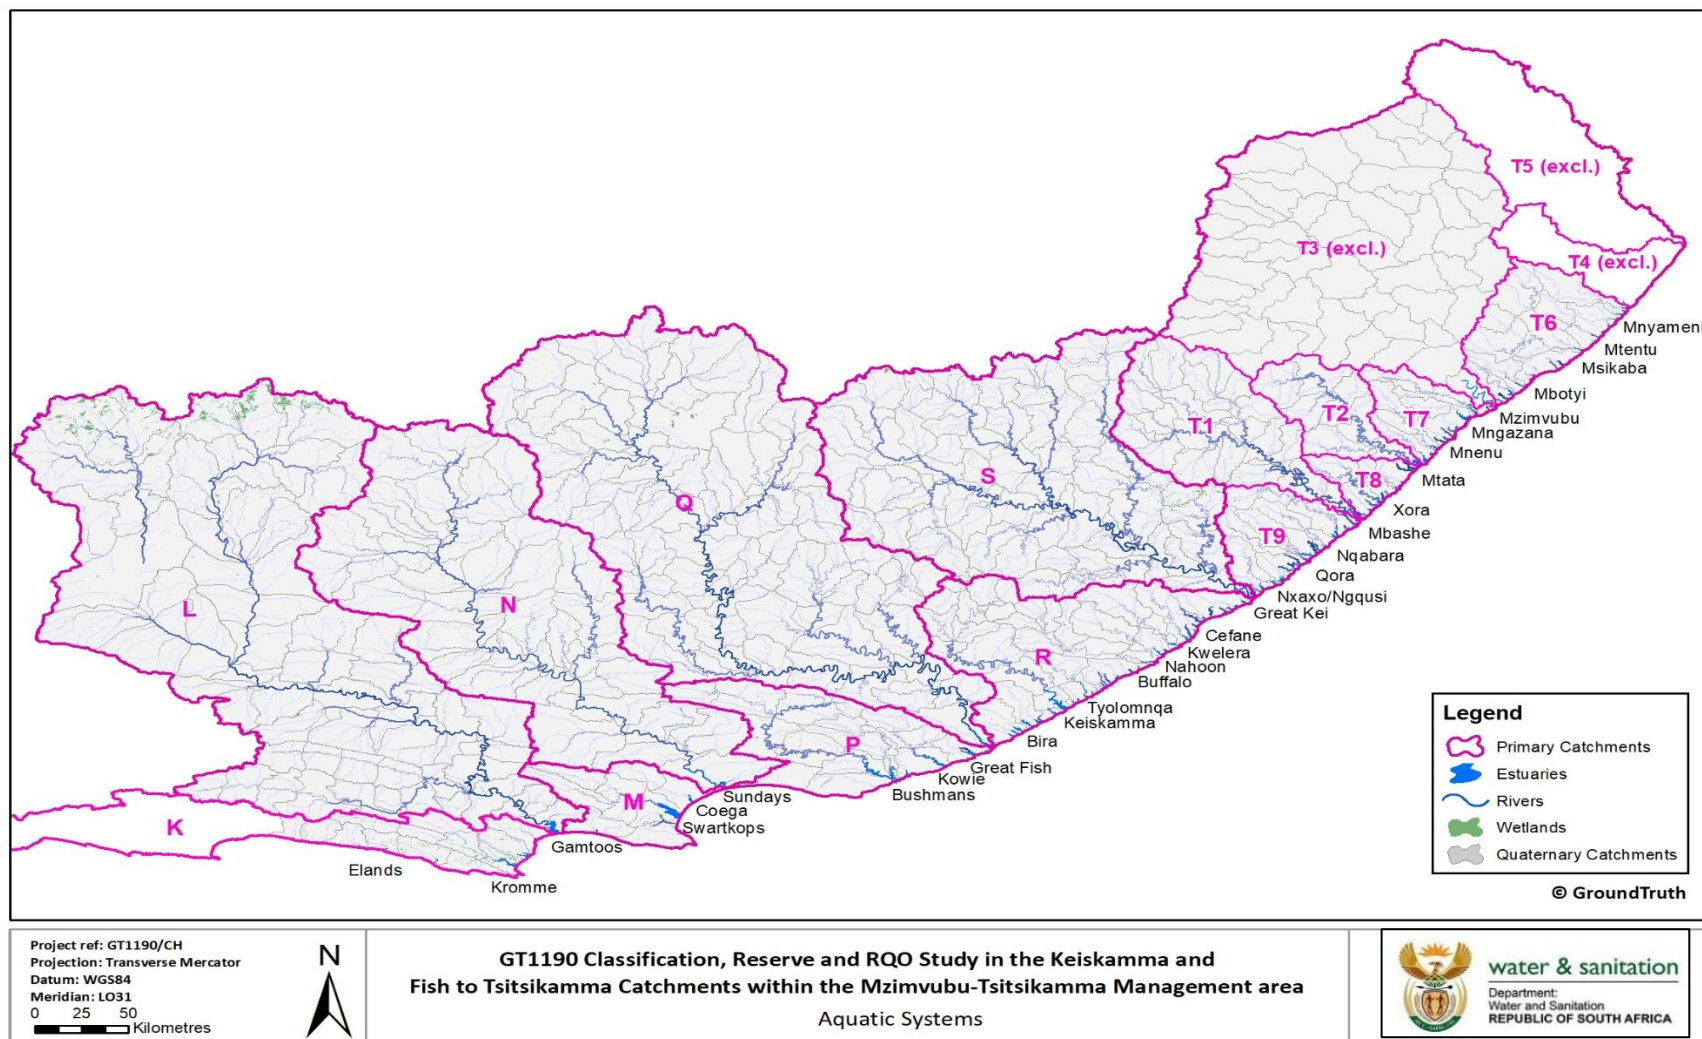 T5 (excl.)
T3 (excl.)
T4 (excl.)
T6
Mnyameni
Mtentu
Msikaba
Mbotyi
Mzimvubu
Mngazana
Mnenu
Mtata
Xora
Mbashe
Nqabara
Qora
Nxaxo/Ngqusi
Great Kei
Cefane
Kwelera
Nahoon
Buffalo
Tyolomnqa
Keiskamma
Bira
Great Fish
Kowie
Bushmans
Sundays
Coega
Swartkops
Gamtoos
Elands
Kromme
T1
T2
T7
T8
T9
S
Q
N
L
R
P
M
K
Legend
Primary Catchments
Estuaries
Rivers
Wetlands
Quaternary Catchments
© GroundTruth
Project ref: GT1190/CH
Projection: Transverse Mercator
Datum: WGS84
Meridian: LO31
0 25 50
Kilometres
N
GT1190 Classification, Reserve and RQO Study in the Keiskamma and
Fish to Tsitsikamma Catchments within the Mzimvubu-Tsitsikamma Management area
Aquatic Systems
water & sanitation
Department:
Water and Sanitation
REPUBLIC OF SOUTH AFRICA